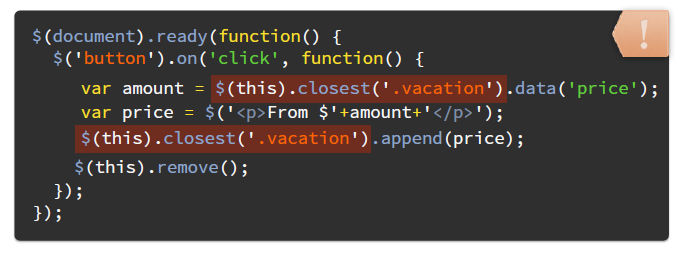 $(document).ready(function() {
$('button').on('click', function() {
var amount = $(this).closest('.vacation').data('price');
var price = $('<p>From $'+amount+'</p>');
$(this).closest('.vacation').append(price);
$(this).remove();
});
});
!